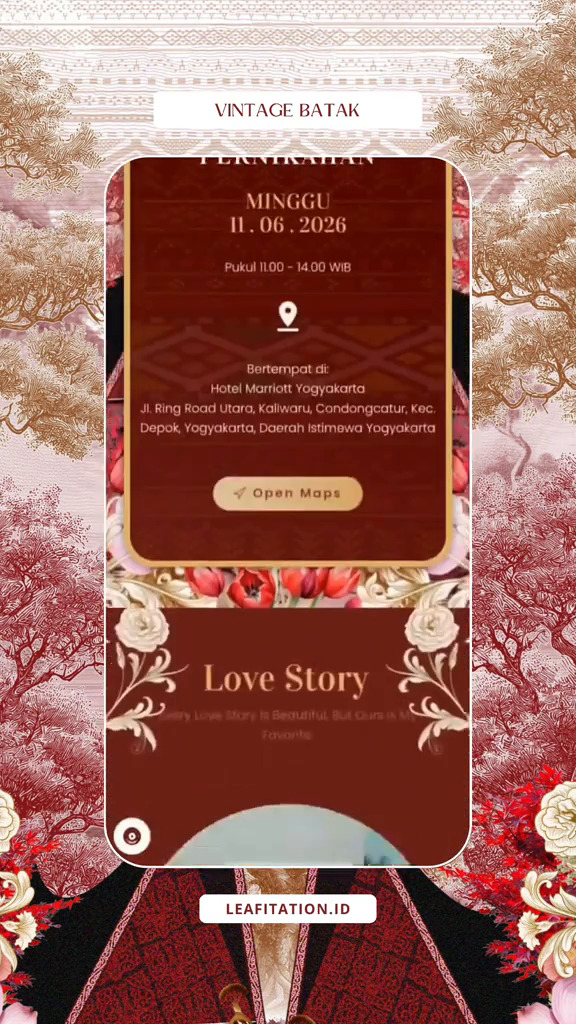 VINTAGE BATAK
PERNIKAHAN
MINGGU
11 . 06 . 2026
Pukul 11.00 - 14.00 WIB
Bertempat di:
Hotel Marriott Yogyakarta
Jl. Ring Road Utara, Kaliwaru, Condongcatur, Kec.
Depok, Yogyakarta, Daerah Istimewa Yogyakarta
Open Maps
Love Story
Every Love Story Is Beautiful, But Ours Is My
Favorite
LEAFITATION.ID